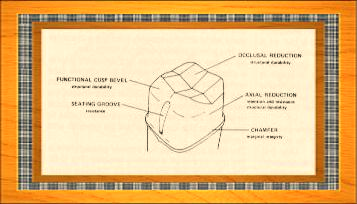 OCCLUSAL REDUCTION
structural durability
FUNCTIONAL CUSP BEVEL
structural durability
SEATING GROOVE
resistance
AXIAL REDUCTION
retention and resistance
structural durability
CHAMFER
marginal integrity